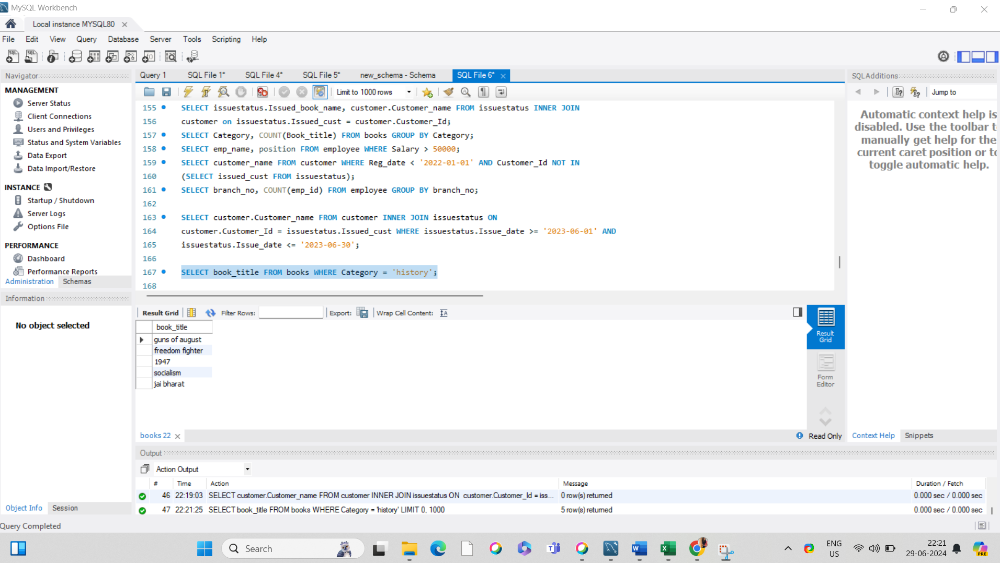 MySQL Workbench
Local instance MYSQL80
File Edit View Query Database Server Tools Scripting Help
Navigator
MANAGEMENT
Server Status
Client Connections
Users and Privileges
Status and System Variables
Data Export
Data Import/Restore
INSTANCE
Startup / Shutdown
Server Logs
Options File
PERFORMANCE
Dashboard
Performance Reports
Administration Schemas
Information
No object selected
Object Info Session
Query 1 SQL File 1* SQL File 4* SQL File 5* new_schema - Schema SQL File 6*
Limit to 1000 rows
155 SELECT issuestatus.Issued_book_name, customer.Customer_name FROM issuestatus INNER JOIN
156 customer on issuestatus.Issued_cust = customer.Customer_Id;
157 SELECT Category, COUNT(Book_title) FROM books GROUP BY Category;
158 SELECT emp_name, position FROM employee WHERE Salary > 50000;
159 SELECT customer_name FROM customer WHERE Reg_date < '2022-01-01' AND Customer_Id NOT IN
160 (SELECT issued_cust FROM issuestatus);
161 SELECT branch_no, COUNT(emp_id) FROM employee GROUP BY branch_no;
162
163 SELECT customer.Customer_name FROM customer INNER JOIN issuestatus ON
164 customer.Customer_Id = issuestatus.Issued_cust WHERE issuestatus.Issue_date >= '2023-06-01' AND
165 issuestatus.Issue_date <= '2023-06-30';
166
167 SELECT book_title FROM books WHERE Category = 'history';
168
Result Grid Filter Rows: Export: Wrap Cell Content:
book_title
guns of august
freedom fighter
1947
socialism
jai bharat
Result
Grid
Form
Editor
books 22
Read Only
SQLAdditions
Jump to
Automatic context help is
disabled. Use the toolbar t
manually get help for the
current caret position or to
toggle automatic help.
Context Help Snippets
Output
Action Output
# Time Action Message Duration / Fetch
46 22:19:03 SELECT customer.Customer_name FROM customer INNER JOIN issuestatus ON customer.Customer_Id = iss... 0 row(s) returned 0.000 sec / 0.000 sec
47 22:21:25 SELECT book_title FROM books WHERE Category = 'history' LIMIT 0, 1000 5 row(s) returned 0.000 sec / 0.000 sec
Query Completed
Search
ENG
US
22:21
29-06-2024
PRE